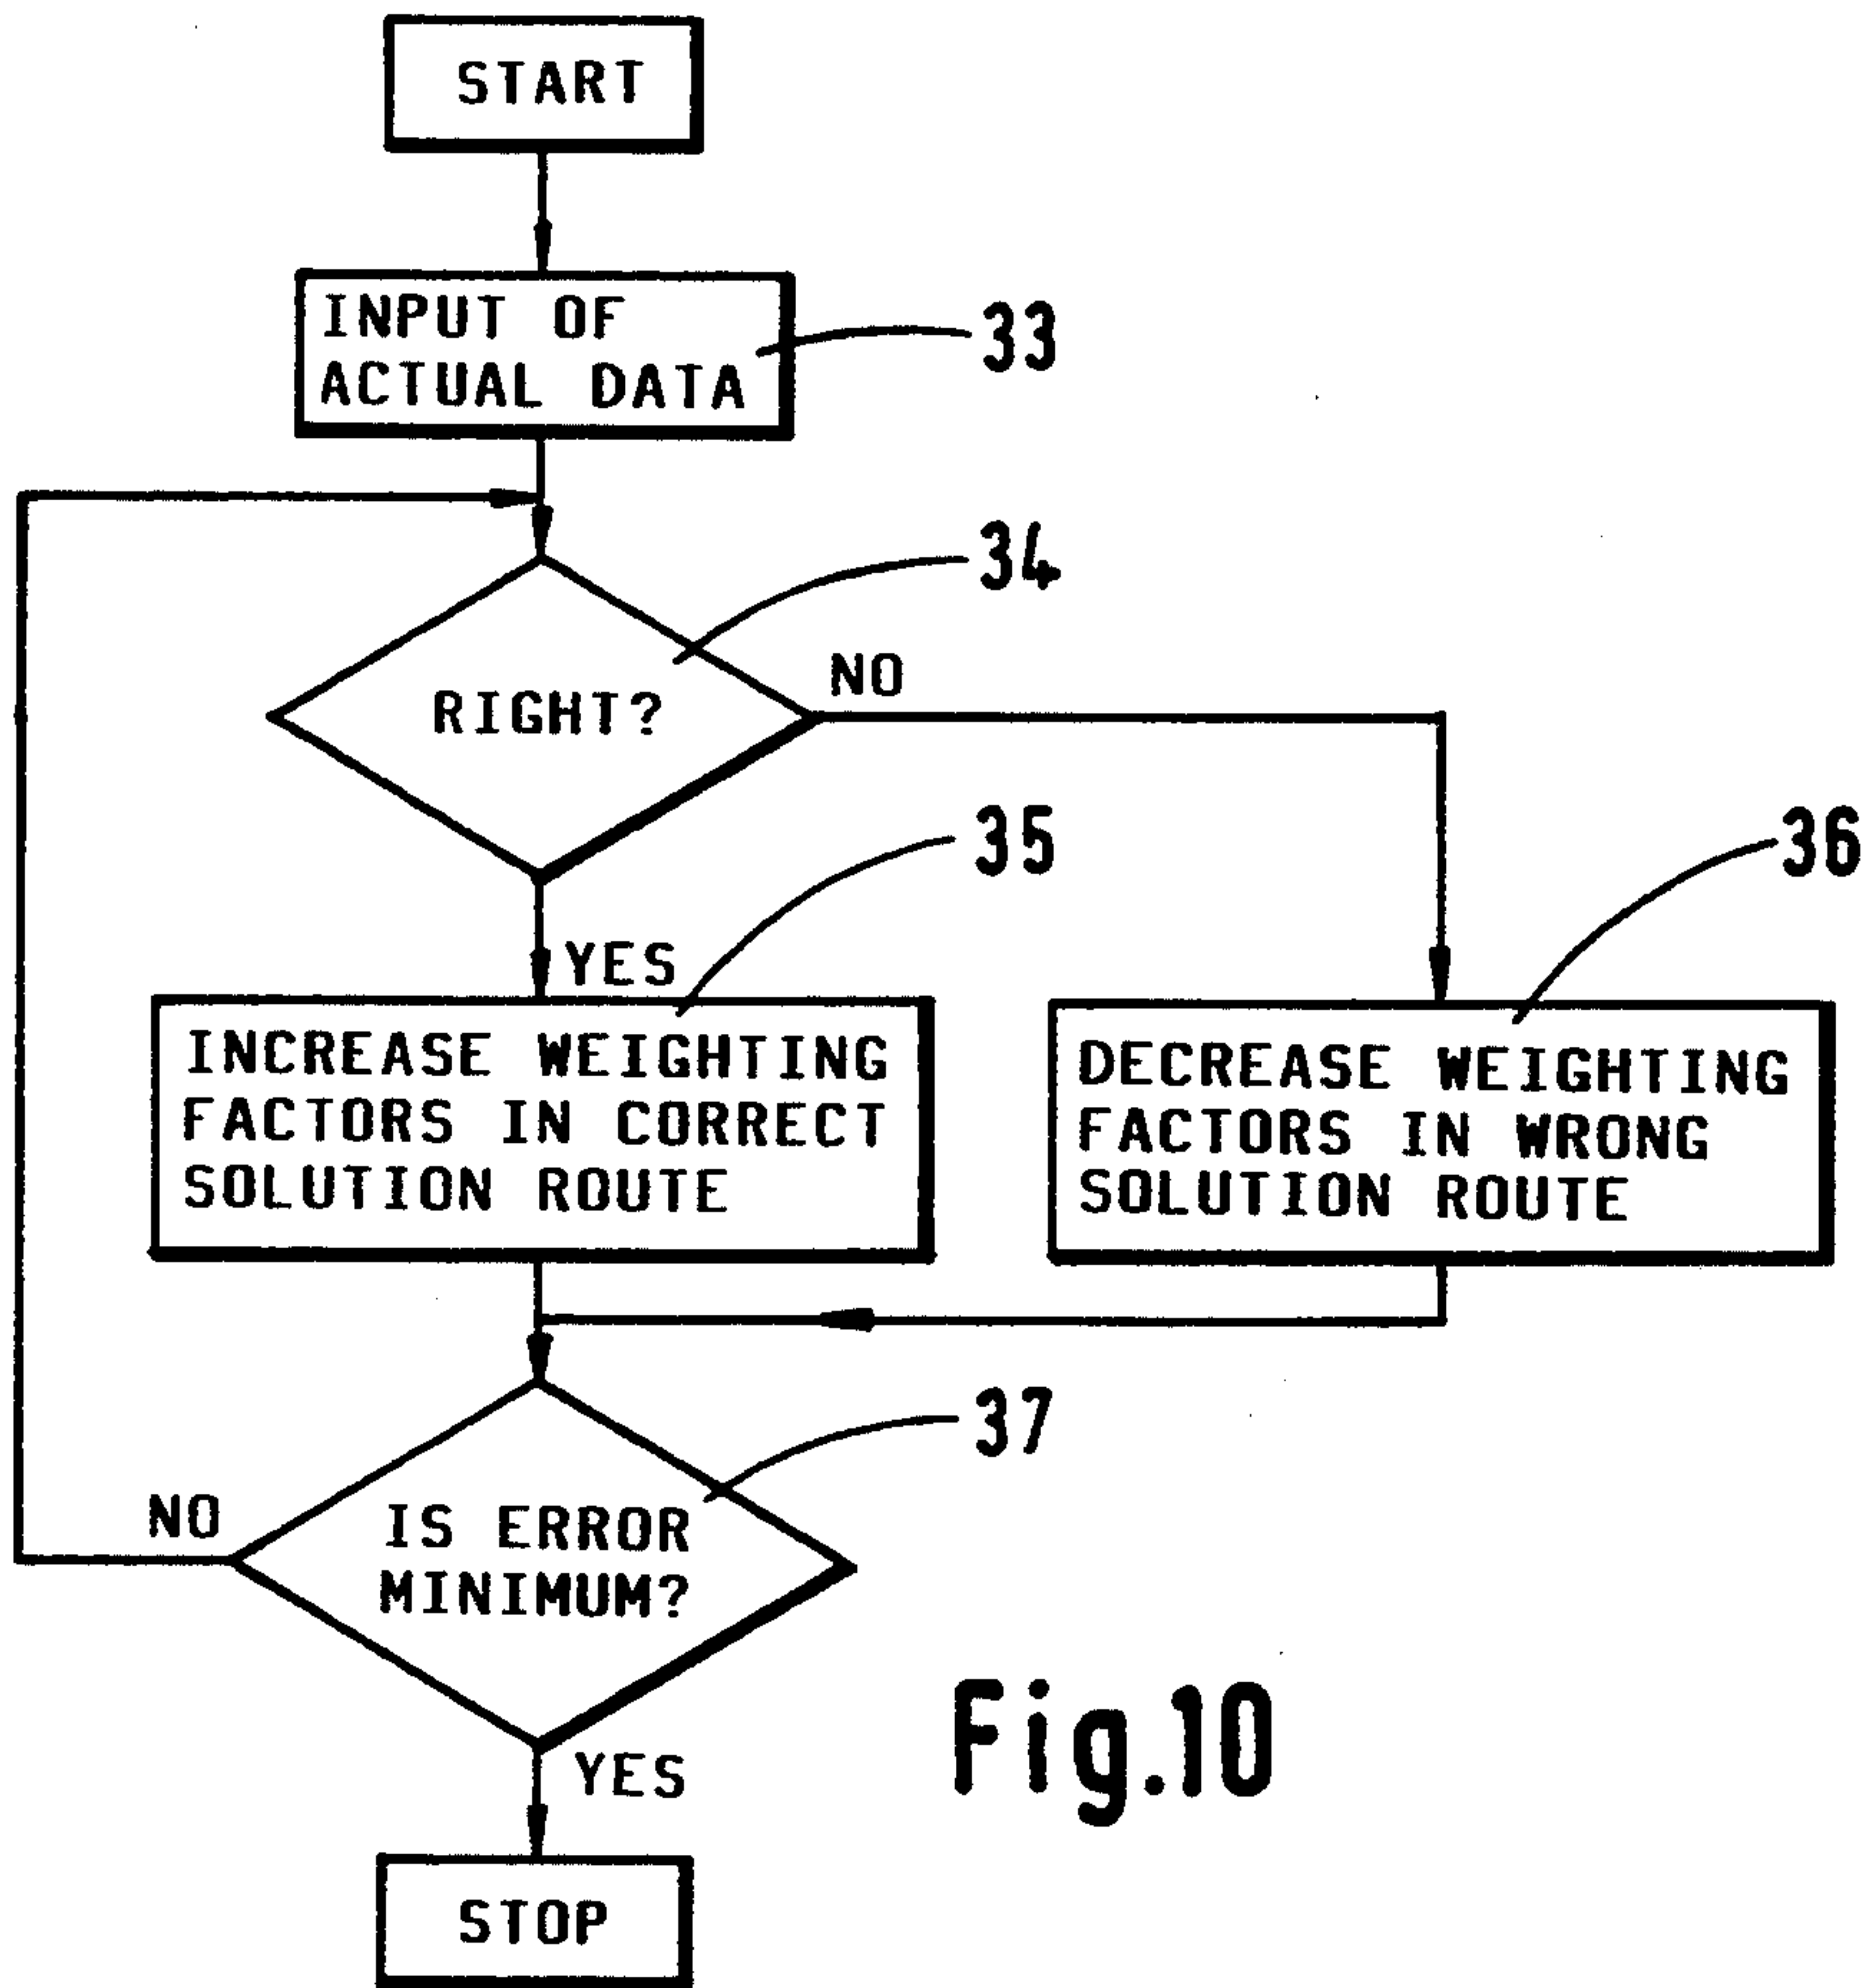 START
INPUT OF
ACTUAL DATA
33
34
RIGHT?
NO
35
36
YES
INCREASE WEIGHTING
FACTORS IN CORRECT
SOLUTION ROUTE
DECREASE WEIGHTING
FACTORS IN WRONG
SOLUTION ROUTE
37
NO
IS ERROR
MINIMUM?
YES
Fig.10
STOP